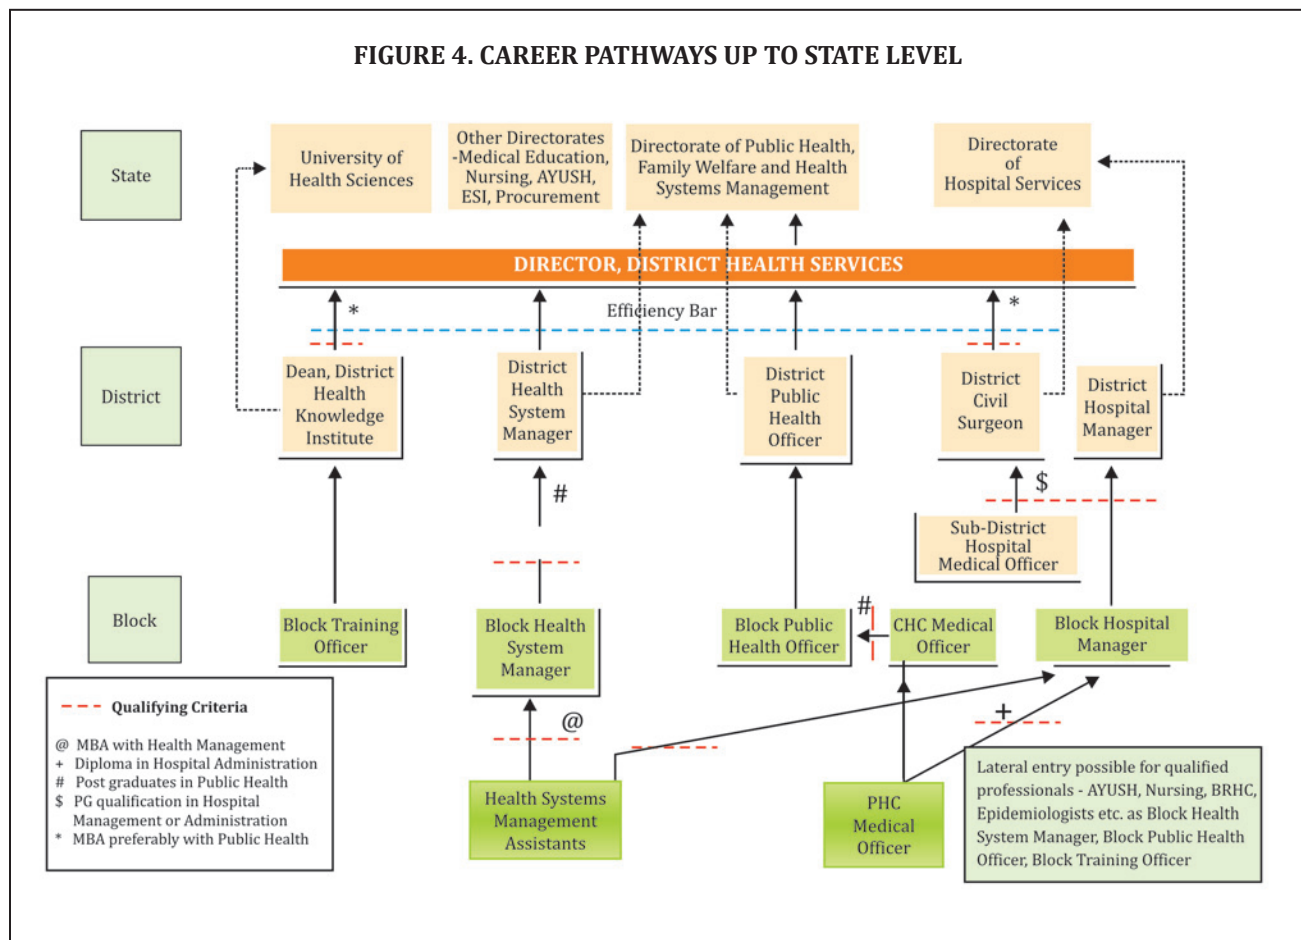 FIGURE 4. CAREER PATHWAYS UP TO STATE LEVEL
State
University of
Health Sciences
Other Directorates
-Medical Education,
Nursing, AYUSH,
ESI, Procurement
Directorate of Public Health,
Family Welfare and Health
Systems Management
Directorate
of
Hospital Services
DIRECTOR, DISTRICT HEALTH SERVICES
*
Efficiency Bar
*
District
Dean, District
Health
Knowledge
Institute
District
Health
System
Manager
District
Public
Health
Officer
District
Civil
Surgeon
District
Hospital
Manager
#
$
Sub-District
Hospital
Medical Officer
Block
Block Training
Officer
Block Health
System
Manager
Block Public
Health Officer
#
CHC Medical
Officer
Block Hospital
Manager
@
+
Health Systems
Management
Assistants
PHC
Medical
Officer
Qualifying Criteria
@ MBA with Health Management
+ Diploma in Hospital Administration
# Post graduates in Public Health
$ PG qualification in Hospital
Management or Administration
* MBA preferably with Public Health
Lateral entry possible for qualified
professionals - AYUSH, Nursing, BRHC,
Epidemiologists etc. as Block Health
System Manager, Block Public Health
Officer, Block Training Officer